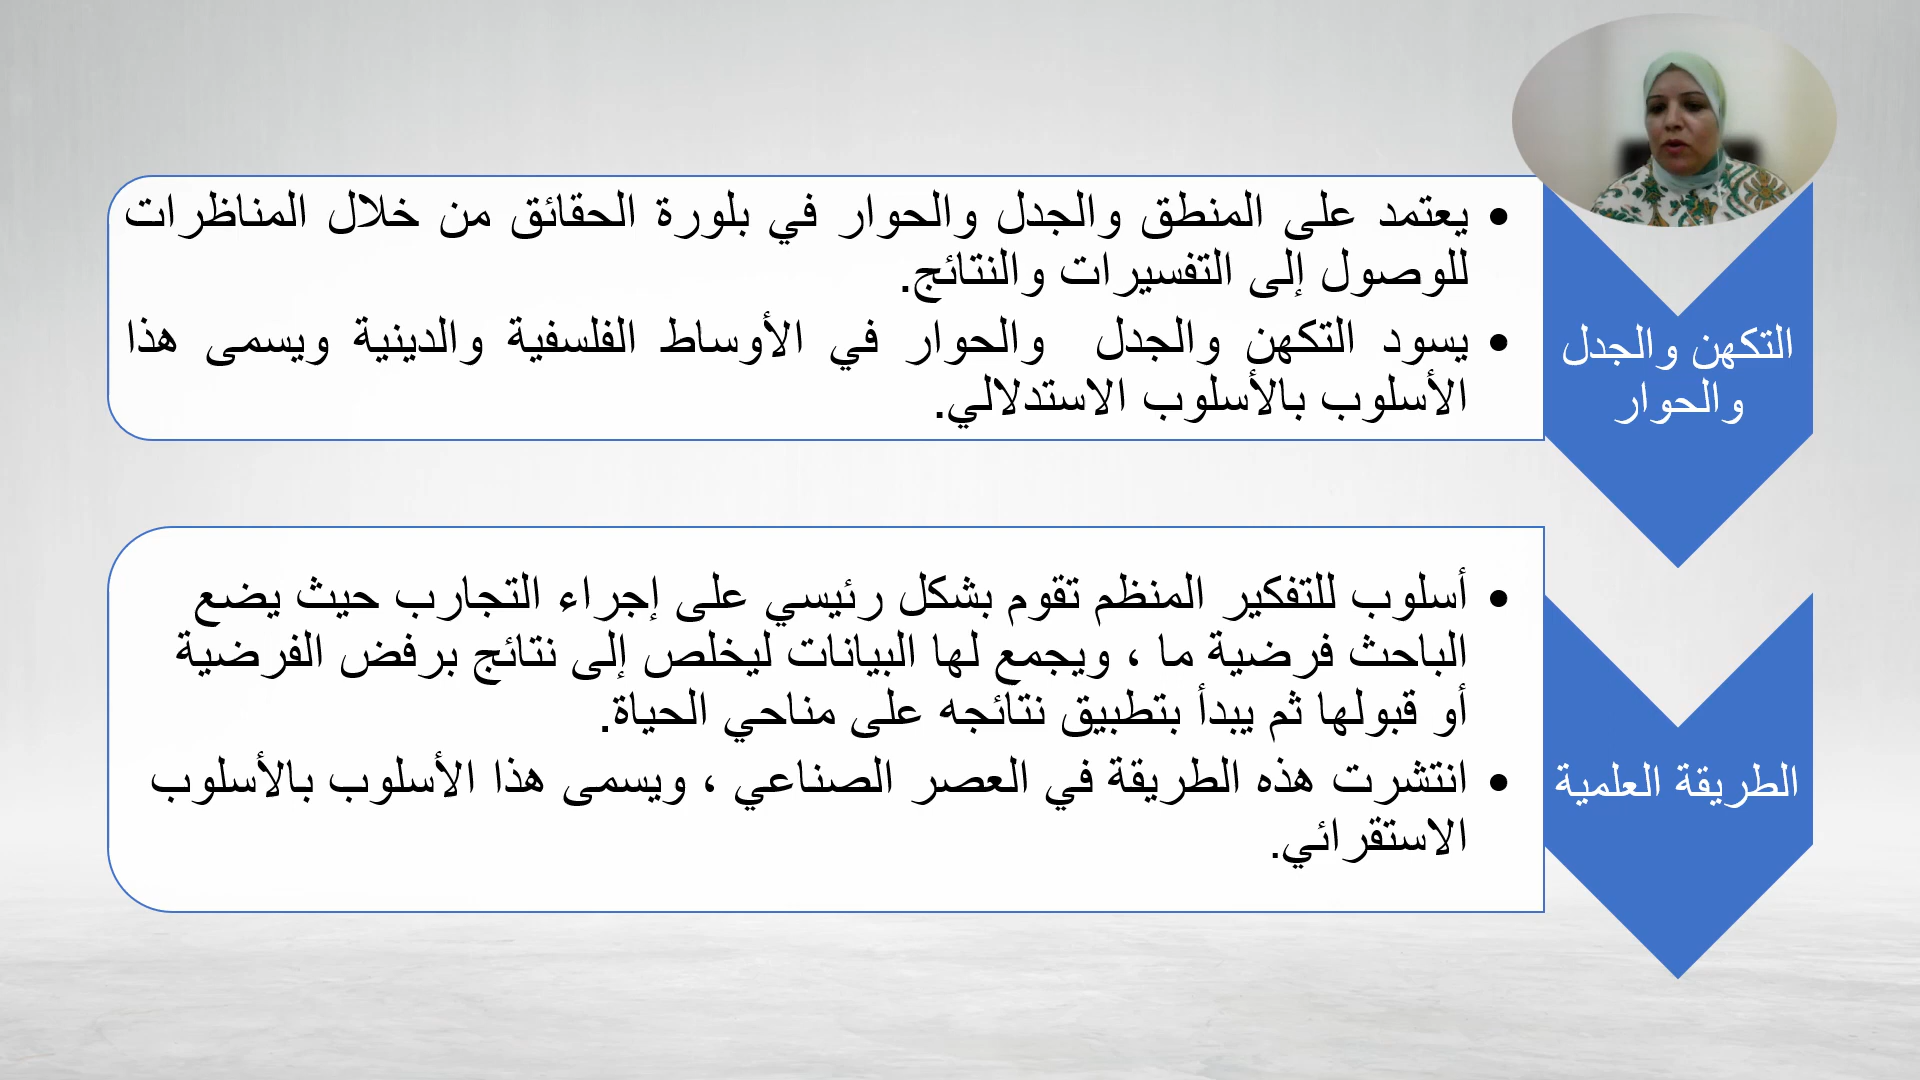 التكهن والجدل
والحوار
• يعتمد على المنطق والجدل والحوار في بلورة الحقائق من خلال المناظرات
للوصول إلى التفسيرات والنتائج.
• يسود التكهن والجدل والحوار في الأوساط الفلسفية والدينية ويسمى هذا
الأسلوب بالأسلوب الاستدلالي.
الطريقة العلمية
• أسلوب للتفكير المنظم تقوم بشكل رئيسي على إجراء التجارب حيث يضع
الباحث فرضية ما ، ويجمع لها البيانات ليخلص إلى نتائج برفض الفرضية
أو قبولها ثم يبدأ بتطبيق نتائجه على مناحي الحياة.
• انتشرت هذه الطريقة في العصر الصناعي ، ويسمى هذا الأسلوب بالأسلوب
الاستقرائي.